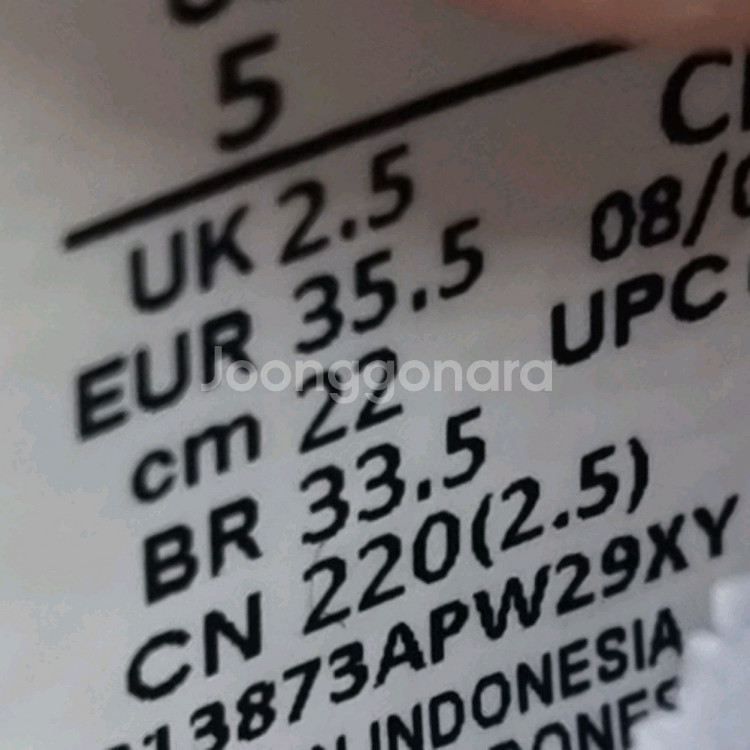 5
UK 2.5
08/
EUR 35.5
UPC
cm 22
BR 33.5
CN 220(2.5)
13873APW29XY
INDONESIA
Joonggonara